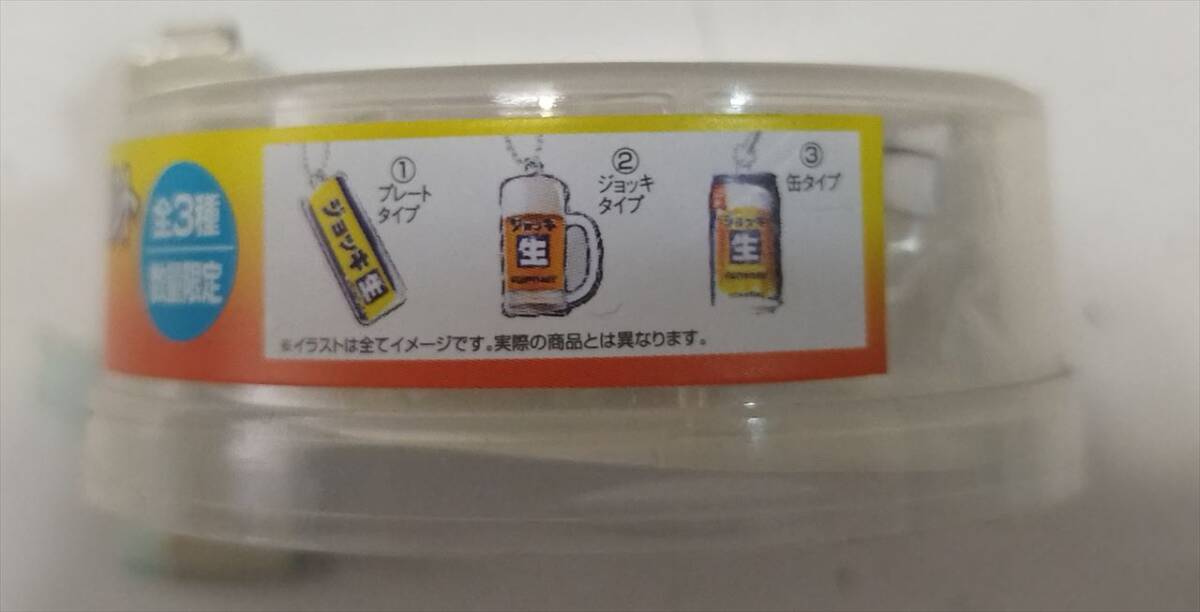 全3種
数量限定
①
プレート
タイプ
ジョッキ生
②
ジョッキ
タイプ
ジョッキ
生
SUNTORY
③
缶タイプ
ジョッキ
生
※イラストは全てイメージです。実際の商品とは異なります。